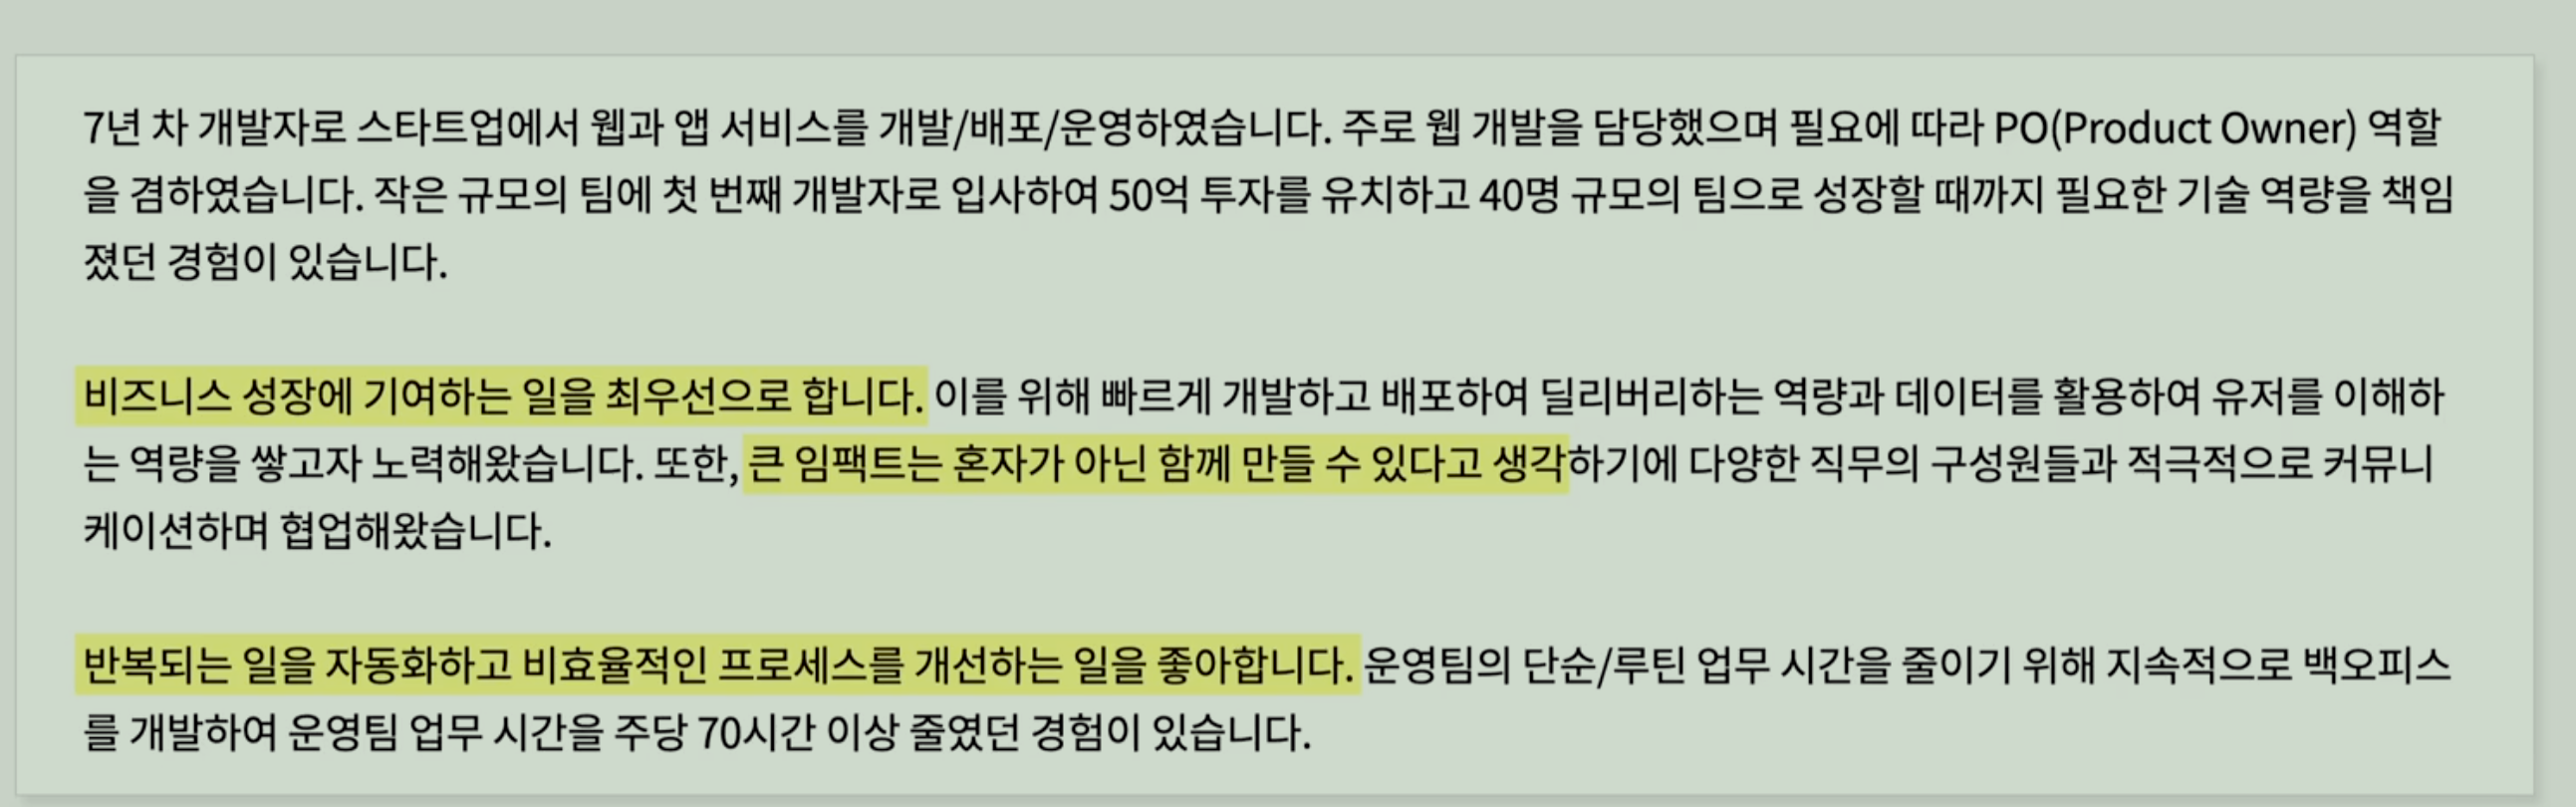 7년 차 개발자로 스타트업에서 웹과 앱 서비스를 개발/배포/운영하였습니다. 주로 웹 개발을 담당했으며 필요에 따라 PO(Product Owner) 역할
을 겸하였습니다. 작은 규모의 팀에 첫 번째 개발자로 입사하여 50억 투자를 유치하고 40명 규모의 팀으로 성장할 때까지 필요한 기술 역량을 책임
졌던 경험이 있습니다.
비즈니스 성장에 기여하는 일을 최우선으로 합니다. 이를 위해 빠르게 개발하고 배포하여 딜리버리하는 역량과 데이터를 활용하여 유저를 이해하
는 역량을 쌓고자 노력해왔습니다. 또한, 큰 임팩트는 혼자가 아닌 함께 만들 수 있다고 생각하기에 다양한 직무의 구성원들과 적극적으로 커뮤니
케이션하며 협업해왔습니다.
반복되는 일을 자동화하고 비효율적인 프로세스를 개선하는 일을 좋아합니다. 운영팀의 단순/루틴 업무 시간을 줄이기 위해 지속적으로 백오피스
를 개발하여 운영팀 업무 시간을 주당 70시간 이상 줄였던 경험이 있습니다.